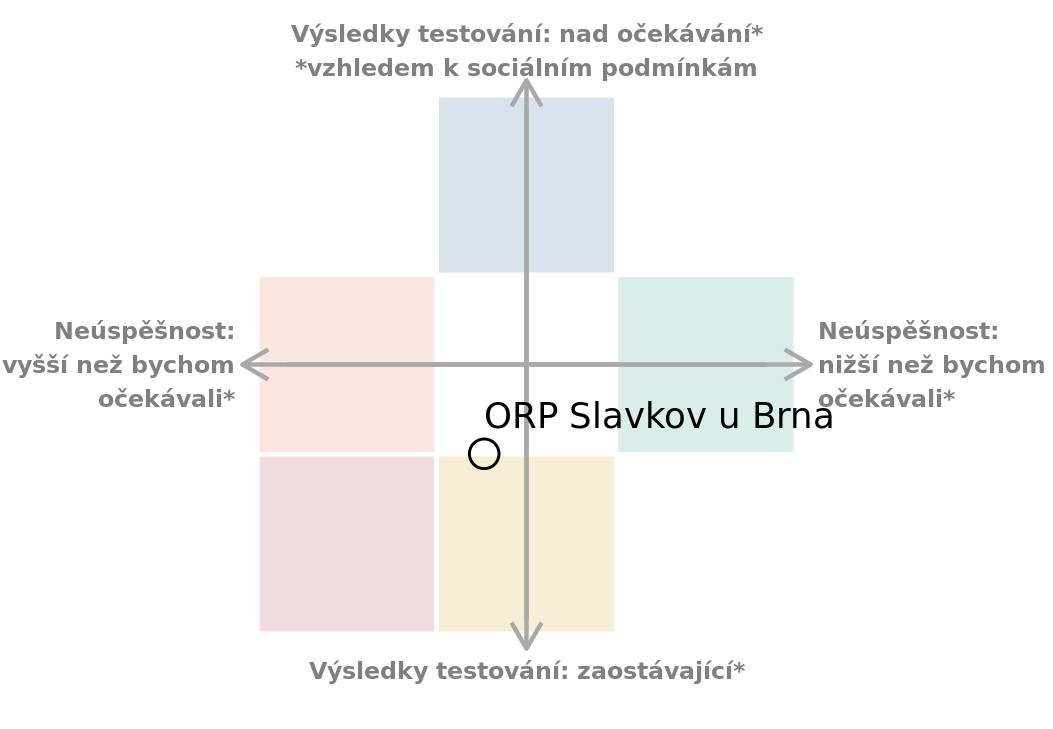 Výsledky testování: nad očekávání*
*vzhledem k sociálním podmínkám
Neúspěšnost:
vyšší než bychom
očekávali*
Neúspěšnost:
nižší než bychom
očekávali*
ORP Slavkov u Brna
Výsledky testování: zaostávající*